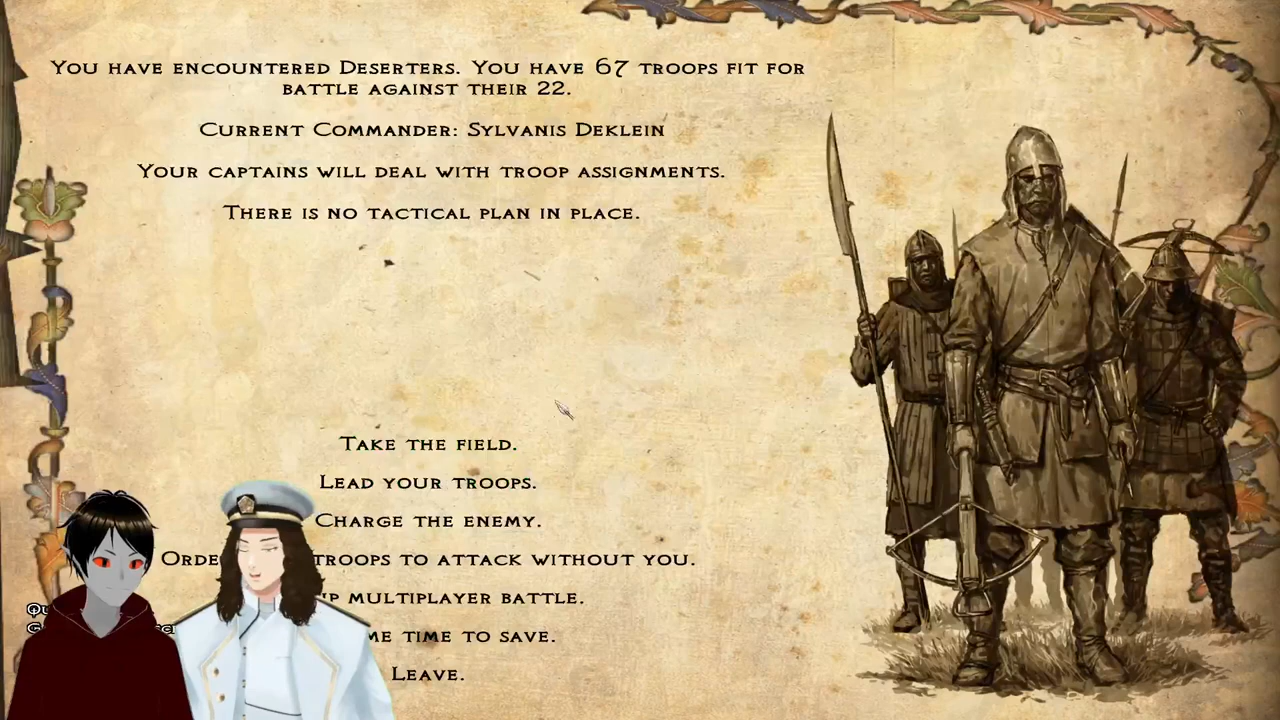 You have encountered Deserters. You have 67 troops fit for
battle against their 22.
Current Commander: Sylvanis Deklein
Your captains will deal with troop assignments.
There is no tactical plan in place.
Take the field.
Lead your troops.
Charge the enemy.
troops to attack without you.
multiplayer battle.
time to save.
Leave.